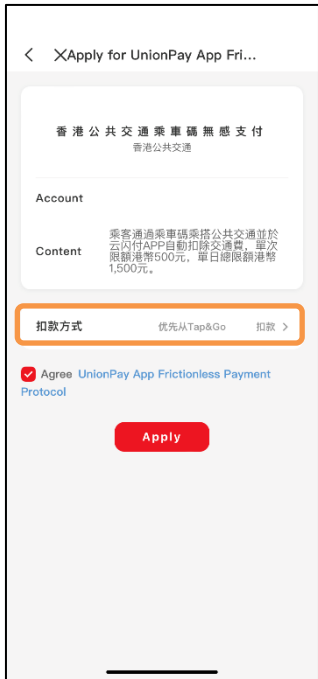 Apply for UnionPay App Fri...
香港公共交通乘車碼無感支付
香港公共交通
Account
Content
乘客通過乘車碼乘搭公共交通並於
云闪付APP自動扣除交通費，單次
限額港幣500元，單日總限額港幣
1,500元。
扣款方式 优先从Tap&Go 扣款
Agree UnionPay App Frictionless Payment
Protocol
Apply